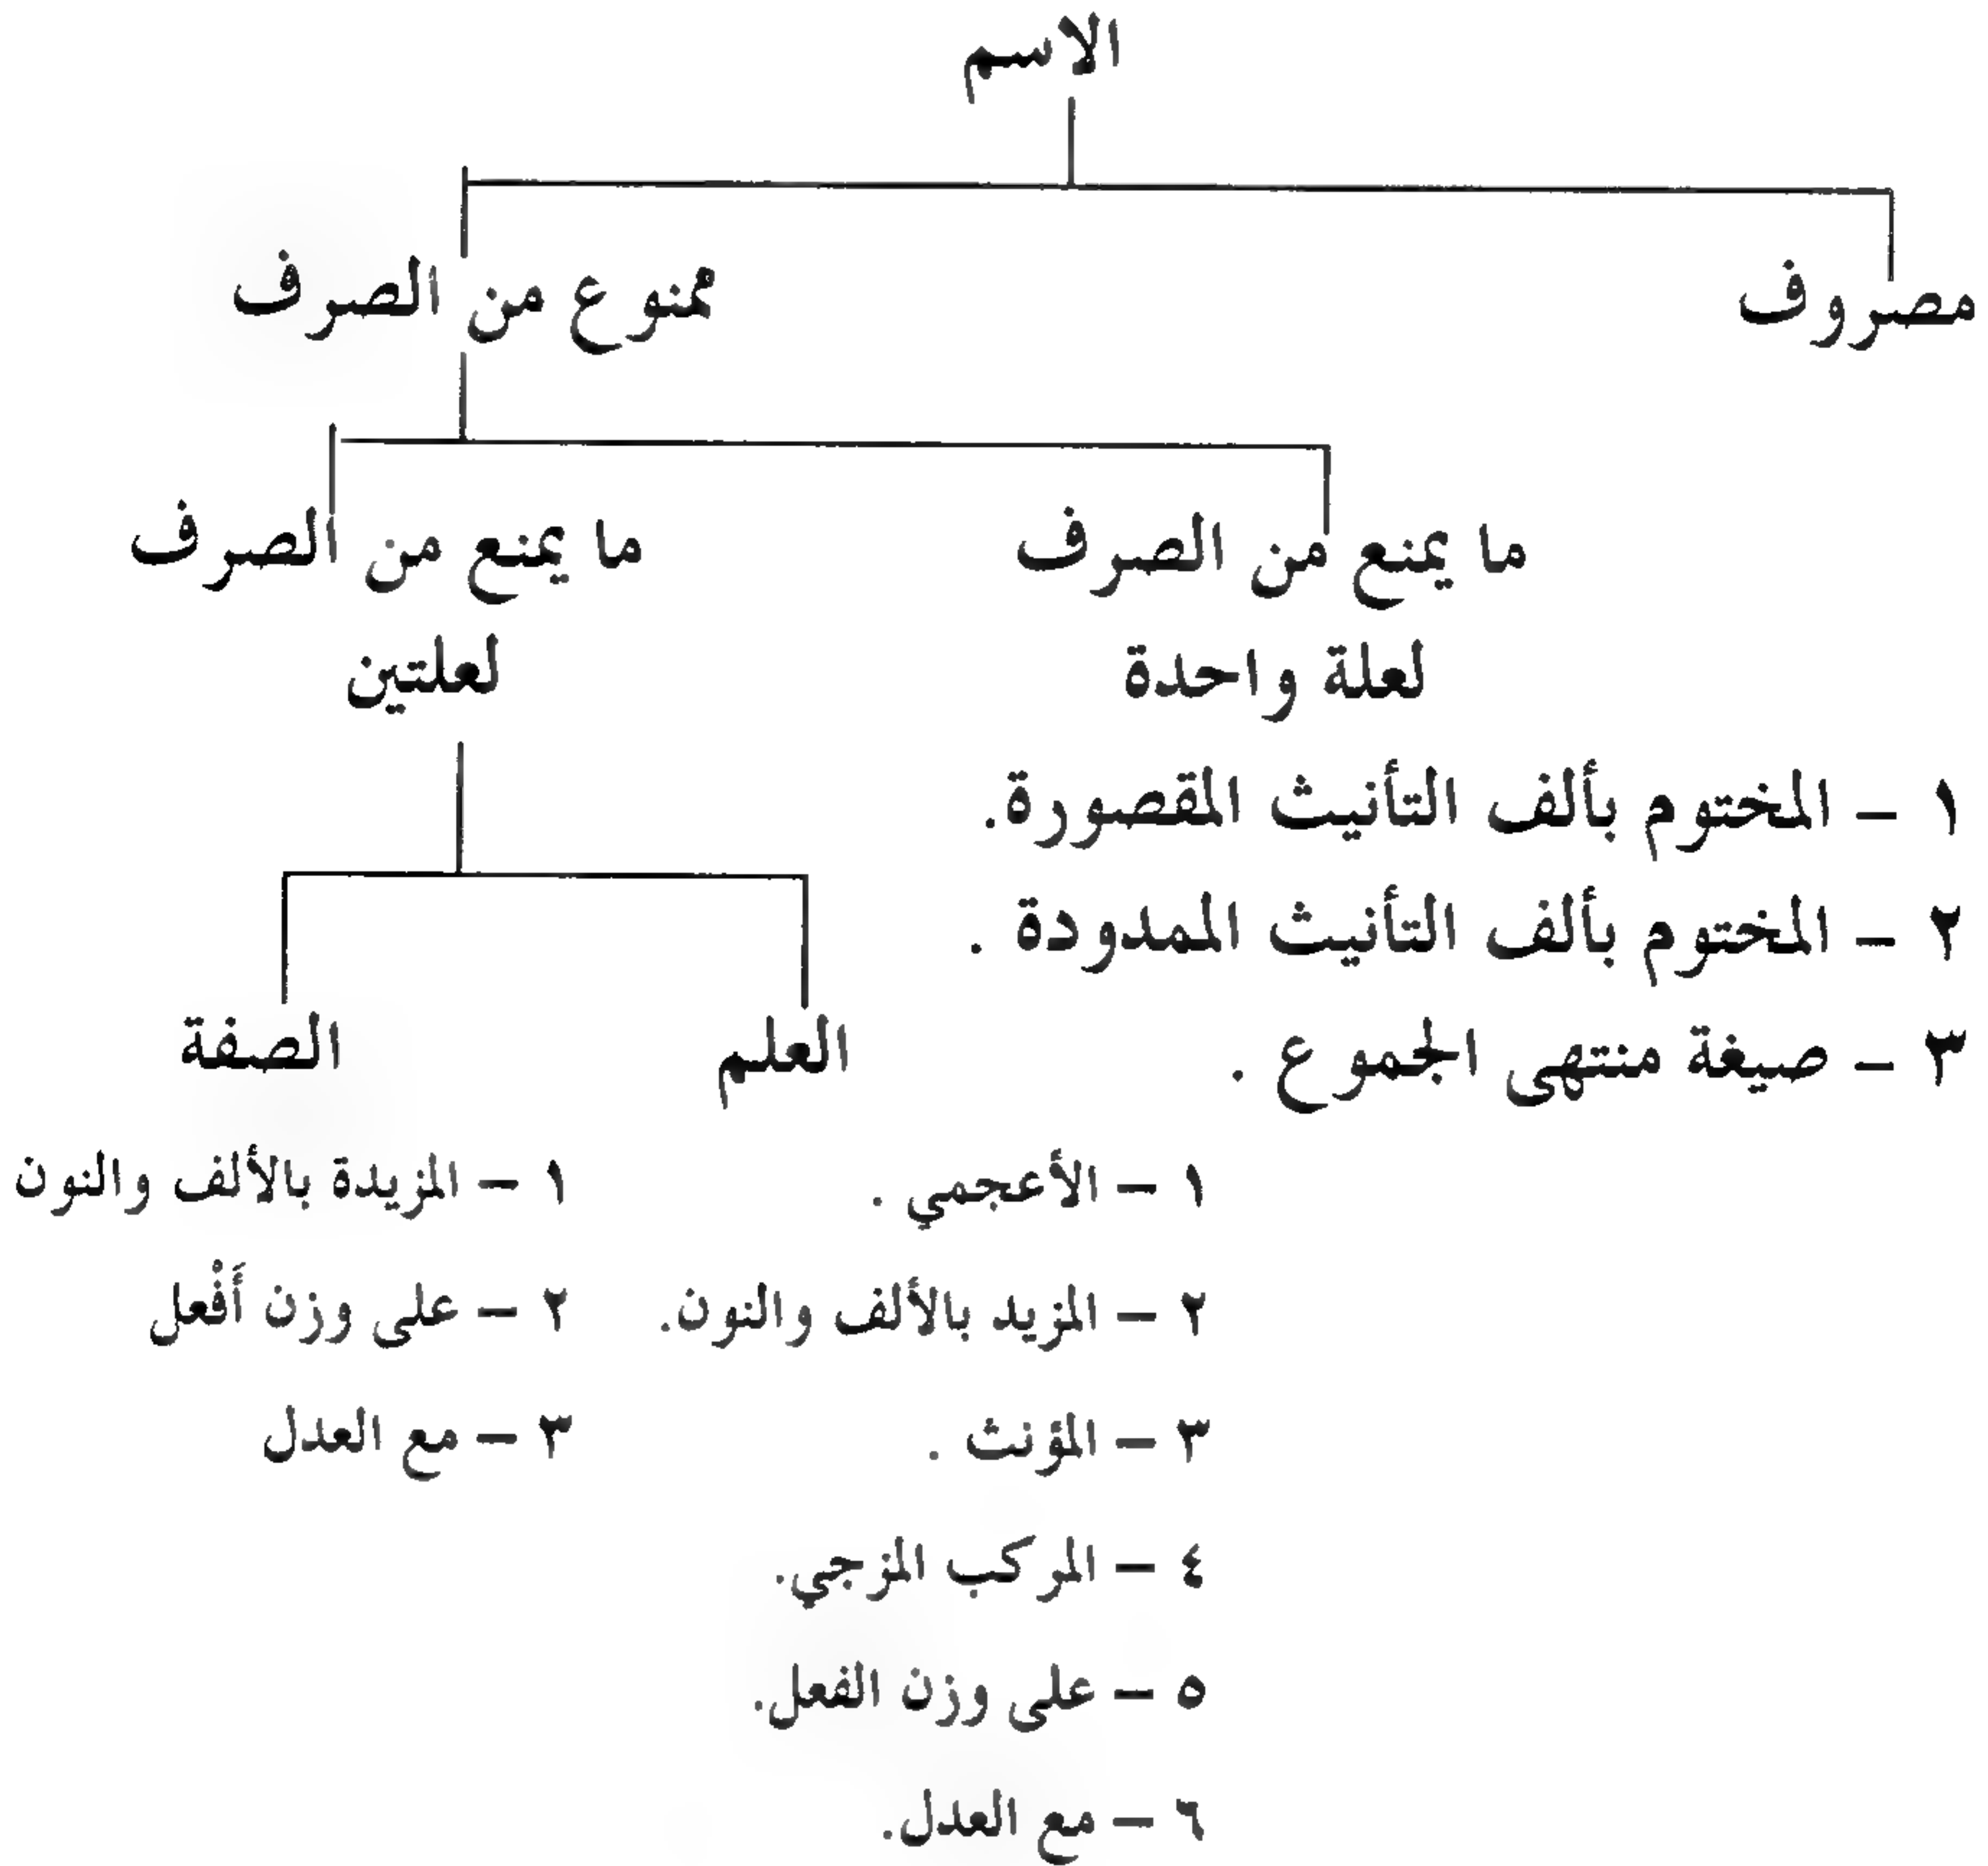 الاسم
مصروف
ممنوع من الصرف
ما يمنع من الصرف
لعلة واحدة
١ – المختوم بألف التأنيث المقصورة.
٢ – المختوم بألف التأنيث الممدودة .
٣ – صيغة منتهى الجموع .
ما يمنع من الصرف
لعلتين
العلم
١ – الأعجمي .
٢ – المزيد بالألف والنون.
٣ – المؤنث .
٤ – المركب المزجي.
٥ – على وزن الفعل.
٦ – مع العدل.
الصفة
١ – المزيدة بالألف والنون
٢ – على وزن أَفْعل
٣ – مع العدل